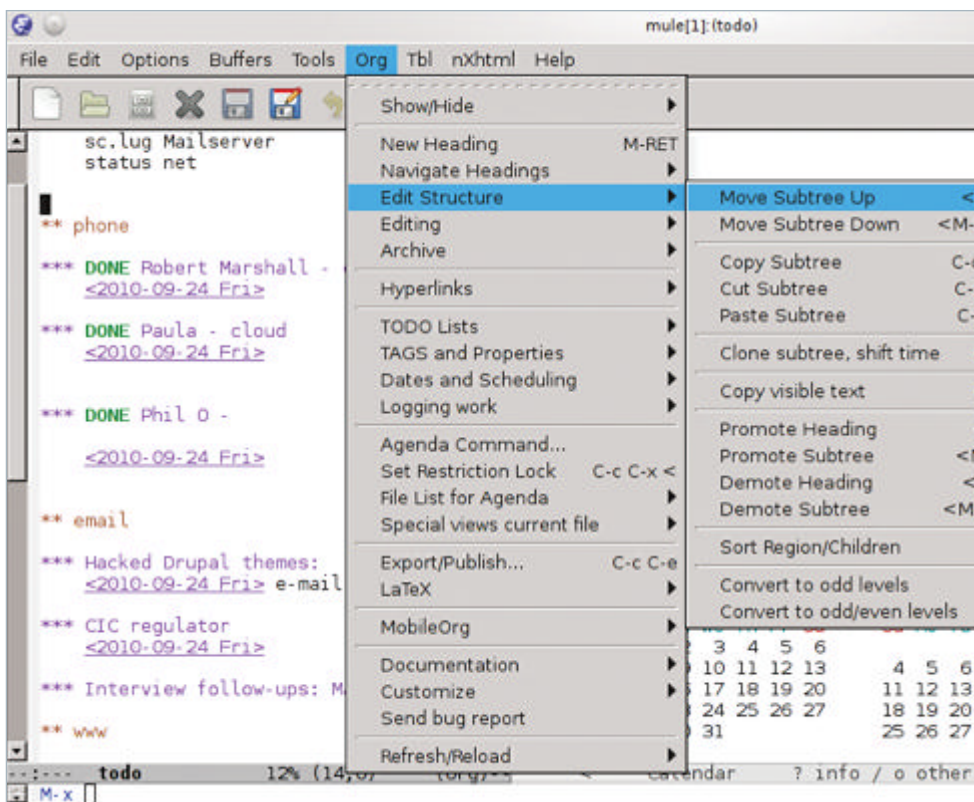 mule[1]:(todo)
File Edit Options Buffers Tools Org Tbl nXhtml Help
sc.lug Mailserver
status net
** phone
*** DONE Robert Marshall -
<2010-09-24 Fri>
*** DONE Paula - cloud
<2010-09-24 Fri>
*** DONE Phil O -
<2010-09-24 Fri>
** email
*** Hacked Drupal themes:
<2010-09-24 Fri> e-mail
*** CIC regulator
<2010-09-24 Fri>
*** Interview follow-ups:
** www
Show/Hide
New Heading M-RET
Navigate Headings
Edit Structure
Editing
Archive
Hyperlinks
TODO Lists
TAGS and Properties
Dates and Scheduling
Logging work
Agenda Command...
Set Restriction Lock C-c C-x <
File List for Agenda
Special views current file
Export/Publish... C-c C-e
LaTeX
MobileOrg
Documentation
Customize
Send bug report
Refresh/Reload
Move Subtree Up <
Move Subtree Down <M-
Copy Subtree C-
Cut Subtree C-
Paste Subtree C-
Clone subtree, shift time
Copy visible text
Promote Heading
Promote Subtree
Demote Heading <
Demote Subtree <M
Sort Region/Children
Convert to odd levels
Convert to odd/even levels
3 4 5 6
10 11 12 13 4 5 6
17 18 19 20 11 12 13
24 25 26 27 18 19 20
31 25 26 27
--:--- todo 12% (14,0) (org)-- < Calendar ? info / o other
M-x